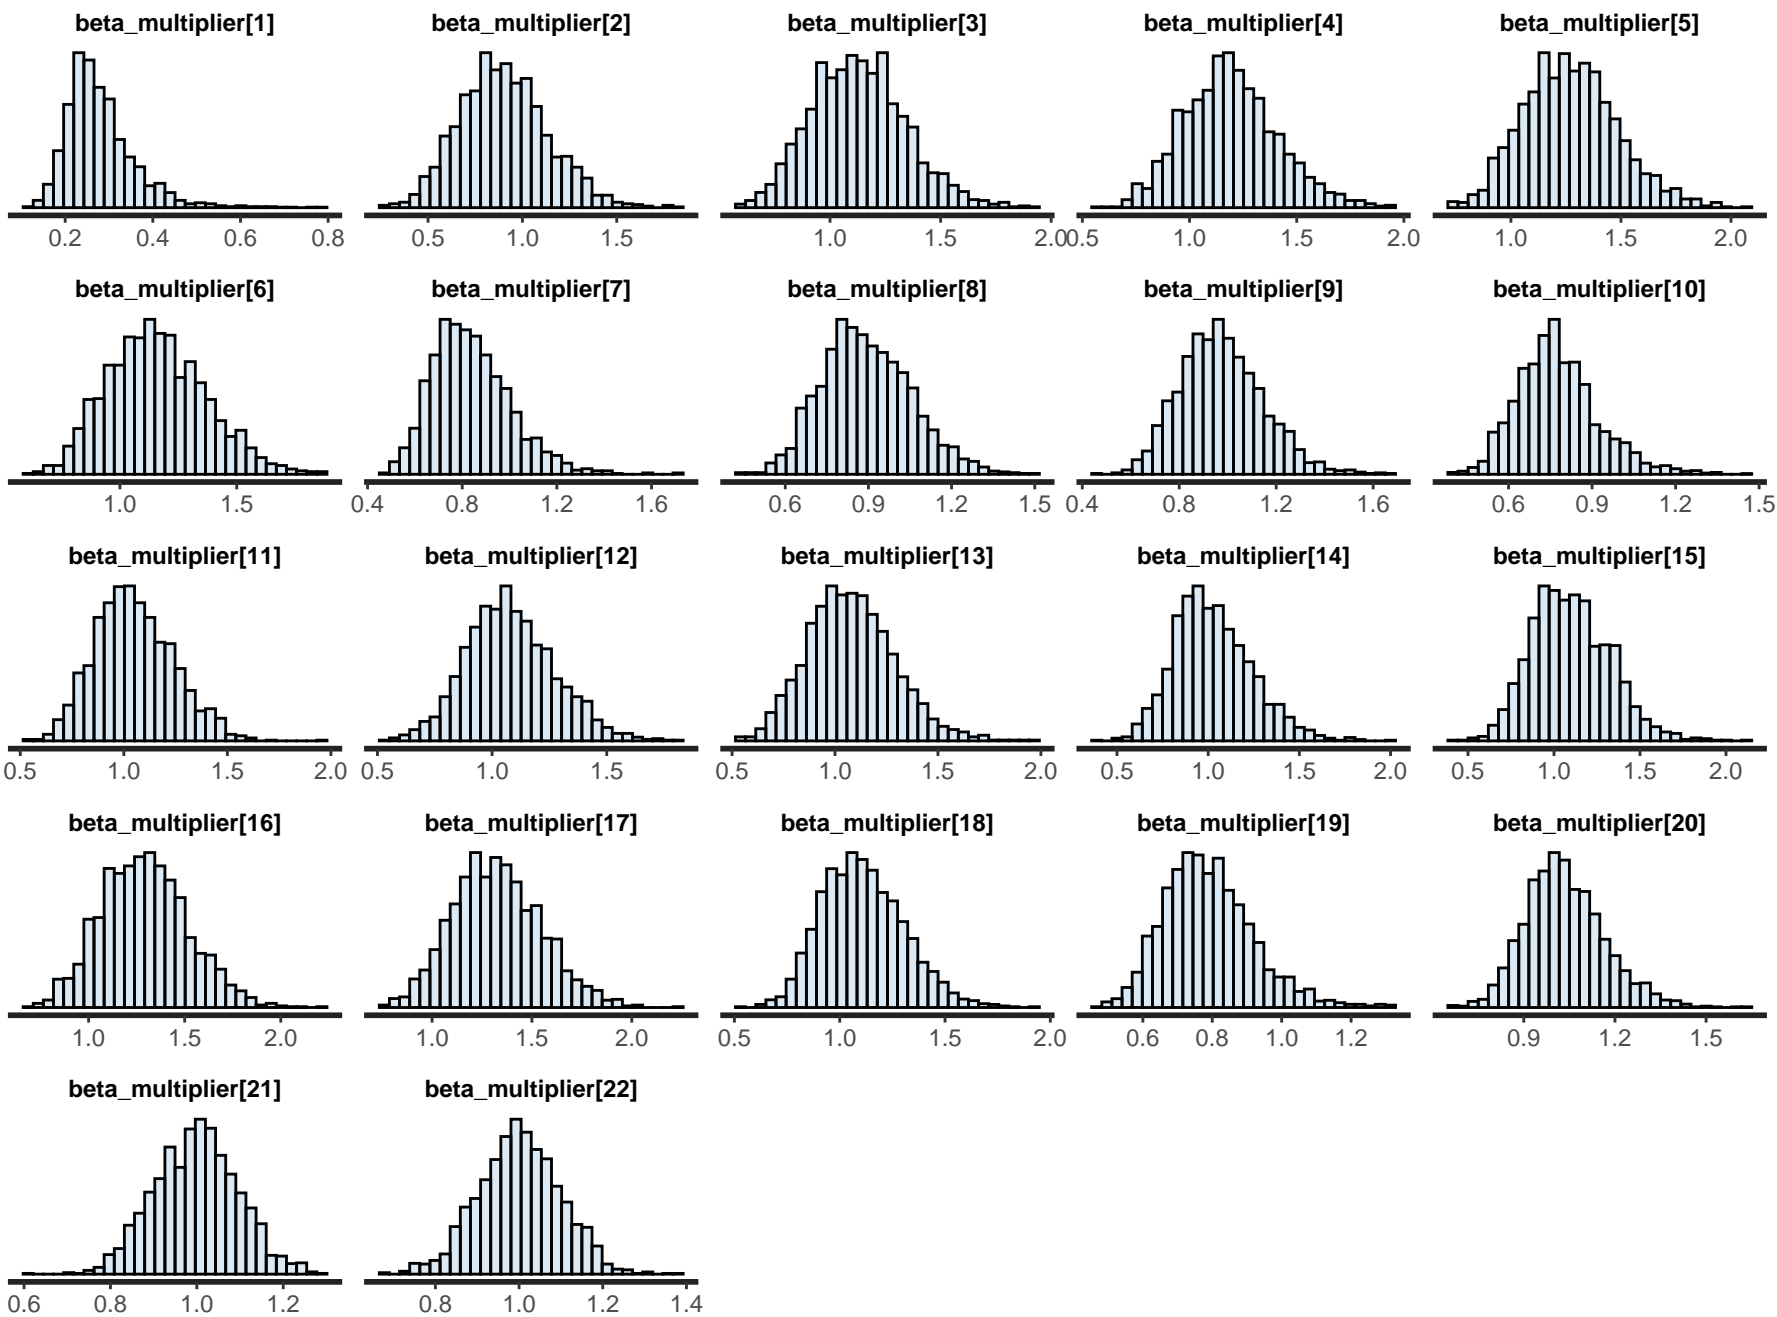 beta_multiplier[1] beta_multiplier[2] beta_multiplier[3] beta_multiplier[4] beta_multiplier[5]
0.2 0.4 0.6 0.8 0.5 1.0 1.5 1.0 1.5 2.0 0.5 1.0 1.5 2.0 1.0 1.5 2.0
beta_multiplier[6] beta_multiplier[7] beta_multiplier[8] beta_multiplier[9] beta_multiplier[10]
1.0 1.5 0.4 0.8 1.2 1.6 0.6 0.9 1.2 1.5 0.4 0.8 1.2 1.6 0.6 0.9 1.2 1.5
beta_multiplier[11] beta_multiplier[12] beta_multiplier[13] beta_multiplier[14] beta_multiplier[15]
0.5 1.0 1.5 2.0 0.5 1.0 1.5 0.5 1.0 1.5 2.0 0.5 1.0 1.5 2.0 0.5 1.0 1.5 2.0
beta_multiplier[16] beta_multiplier[17] beta_multiplier[18] beta_multiplier[19] beta_multiplier[20]
1.0 1.5 2.0 1.0 1.5 2.0 0.5 1.0 1.5 2.0 0.6 0.8 1.0 1.2 0.9 1.2 1.5
beta_multiplier[21] beta_multiplier[22]
0.6 0.8 1.0 1.2 0.8 1.0 1.2 1.4